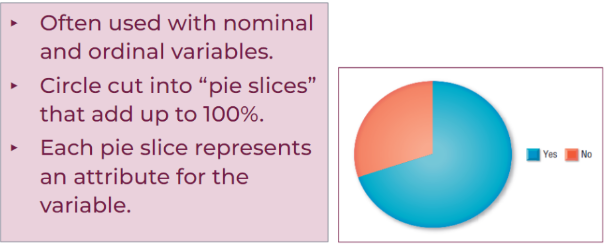 ‣ Often used with nominal
and ordinal variables.
‣ Circle cut into “pie slices”
that add up to 100%.
‣ Each pie slice represents
an attribute for the
variable.
Yes No